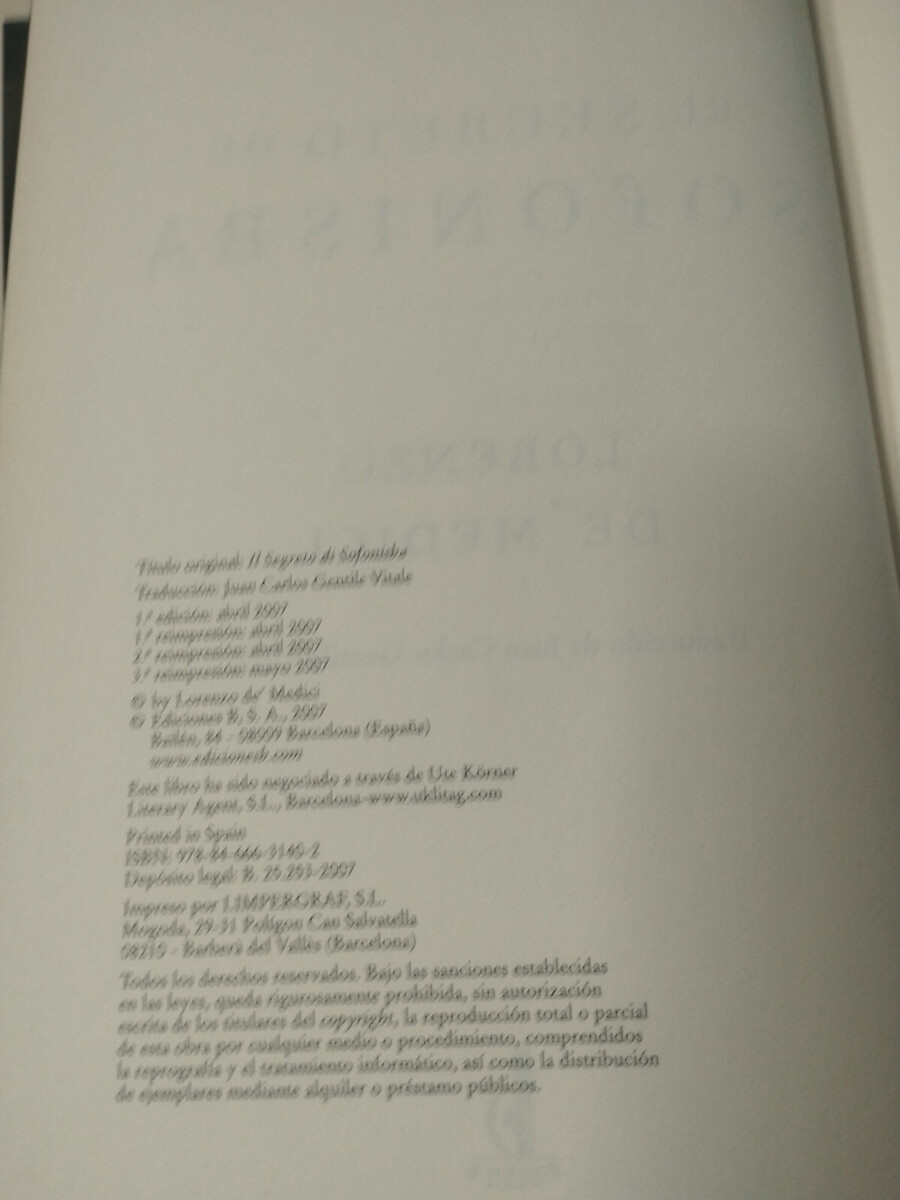 Título original: Il Segreto di Sofonisba
Traducción: Juan Carlos Gentile Vitale
1.ª edición: abril 2007
1.ª reimpresión: abril 2007
2.ª reimpresión: abril 2007
3.ª reimpresión: mayo 2007
© by Lorenzo de' Medici
© Ediciones B, S. A., 2007
Bailén, 84 - 08009 Barcelona (España)
www.edicionesb.com
Este libro ha sido negociado a través de Ute Körner
Literary Agent, S.L., Barcelona-www.uklitag.com
Printed in Spain
ISBN: 978-84-666-3140-2
Depósito legal: B. 25.253-2007
Impreso por LIMPERGRAF, S.L.
Mogoda, 29-31 Polígon Can Salvatella
08210 - Barberà del Vallès (Barcelona)
Todos los derechos reservados. Bajo las sanciones establecidas
en las leyes, queda rigurosamente prohibida, sin autorización
escrita de los titulares del copyright, la reproducción total o parcial
de esta obra por cualquier medio o procedimiento, comprendidos
la reprografía y el tratamiento informático, así como la distribución
de ejemplares mediante alquiler o préstamo públicos.